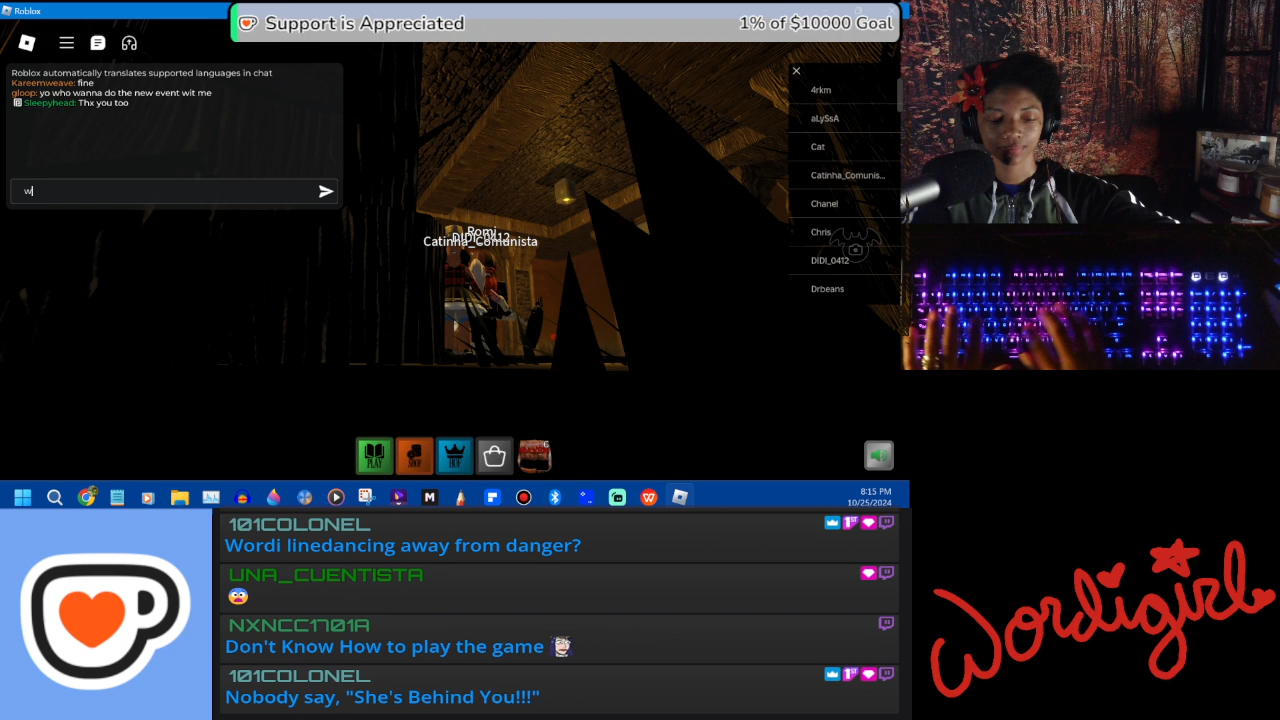 Roblox
Support is Appreciated
1% of $10000 Goal
Roblox automatically translates supported languages in chat
Kareemweave: fine
gloop: yo who wanna do the new event wit me
Sleepyhead: Thx you too
w
4rkm
aLySsA
Cat
Catinha_Comunis...
Chanel
Chris
DIDI_0412
Drbeans
Romi
DIDI_0412
Catinha_Comunista
PLAY
SHOP
BOF
6
8:15 PM
10/25/2024
101COLONEL
Wordi linedancing away from danger?
UNA_CUENTISTA
NXNCC1701A
Don't Know How to play the game
101COLONEL
Nobody say, "She's Behind You!!!"
Wordigirl